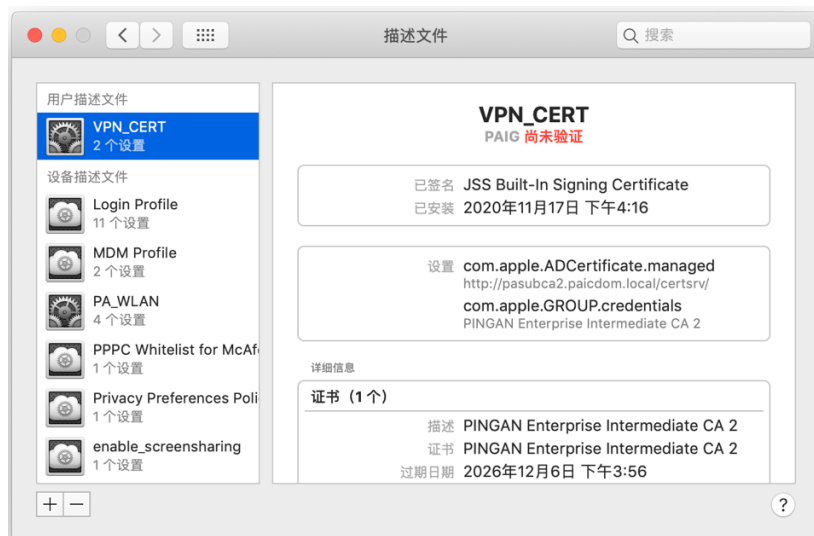 描述文件
搜索
用户描述文件
VPN_CERT
2 个设置
设备描述文件
Login Profile
11 个设置
MDM Profile
2 个设置
PA_WLAN
4 个设置
PPPC Whitelist for McAf
1 个设置
Privacy Preferences Poli
1 个设置
enable_screensharing
1 个设置
VPN_CERT
PAIG 尚未验证
已签名 JSS Built-In Signing Certificate
已安装 2020年11月17日 下午4:16
设置 com.apple.ADCertificate.managed
http://pasubca2.paicdom.local/certsrv/
com.apple.GROUP.credentials
PINGAN Enterprise Intermediate CA 2
详细信息
证书（1 个）
描述 PINGAN Enterprise Intermediate CA 2
证书 PINGAN Enterprise Intermediate CA 2
过期日期 2026年12月6日 下午3:56
?